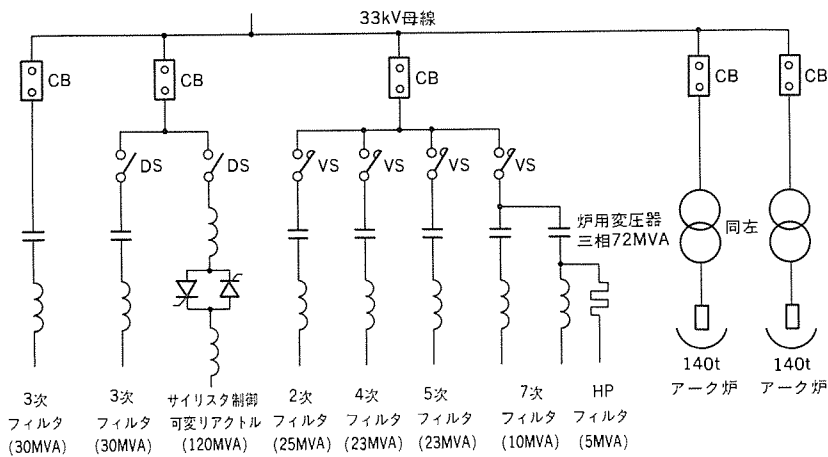 33kV母線
CB
CB
CB
CB
CB
DS
DS
VS
VS
VS
VS
炉用変圧器
三相72MVA
同左
3次
フィルタ
(30MVA)
3次
フィルタ
(30MVA)
サイリスタ制御
可変リアクトル
(120MVA)
2次
フィルタ
(25MVA)
4次
フィルタ
(23MVA)
5次
フィルタ
(23MVA)
7次
フィルタ
(10MVA)
HP
フィルタ
(5MVA)
140t
アーク炉
140t
アーク炉